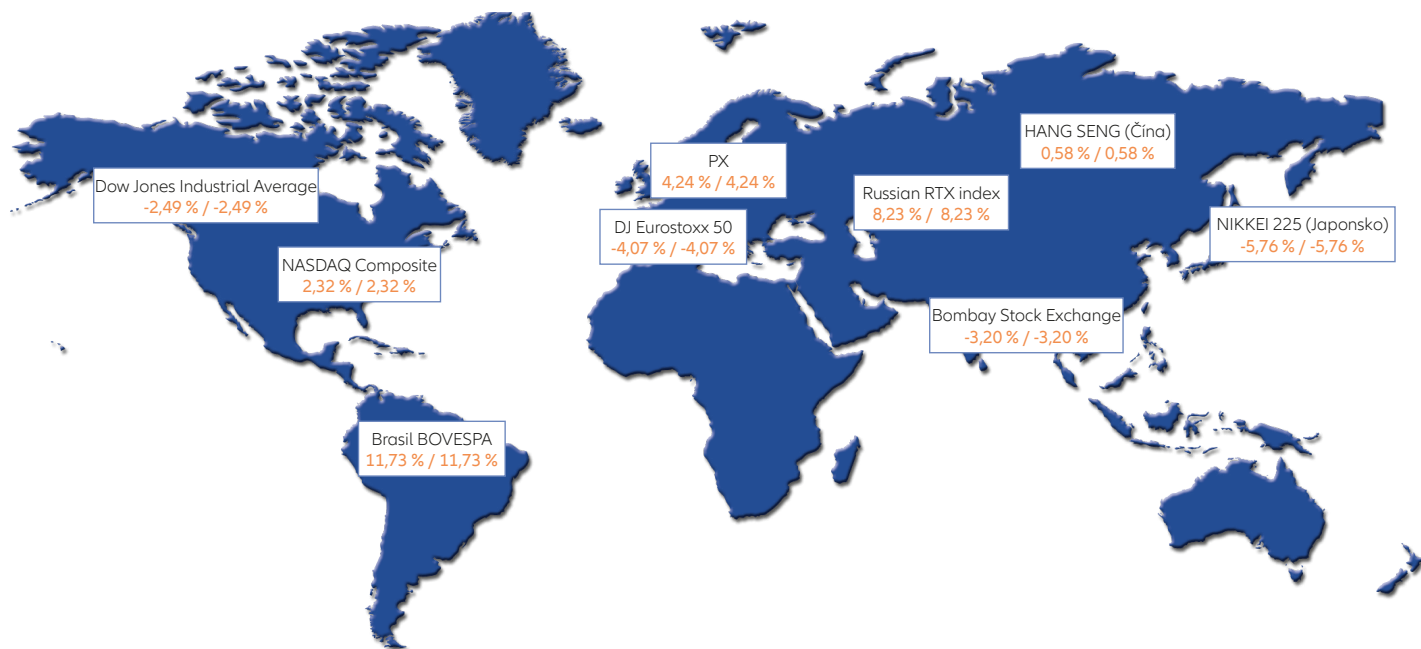 HANG SENG (Čína)
0,58 % / 0,58 %
PX
4,24 % / 4,24 %
Dow Jones Industrial Average
-2,49 % / -2,49 %
Russian RTX index
8,23 % /  8,23 %
DJ Eurostoxx 50
-4,07 % / -4,07 %
NIKKEI 225 (Japonsko)
-5,76 % / -5,76 %
NASDAQ Composite
2,32 % / 2,32 %
Bombay Stock Exchange
-3,20 % / -3,20 %
Brasil BOVESPA
11,73 % / 11,73 %